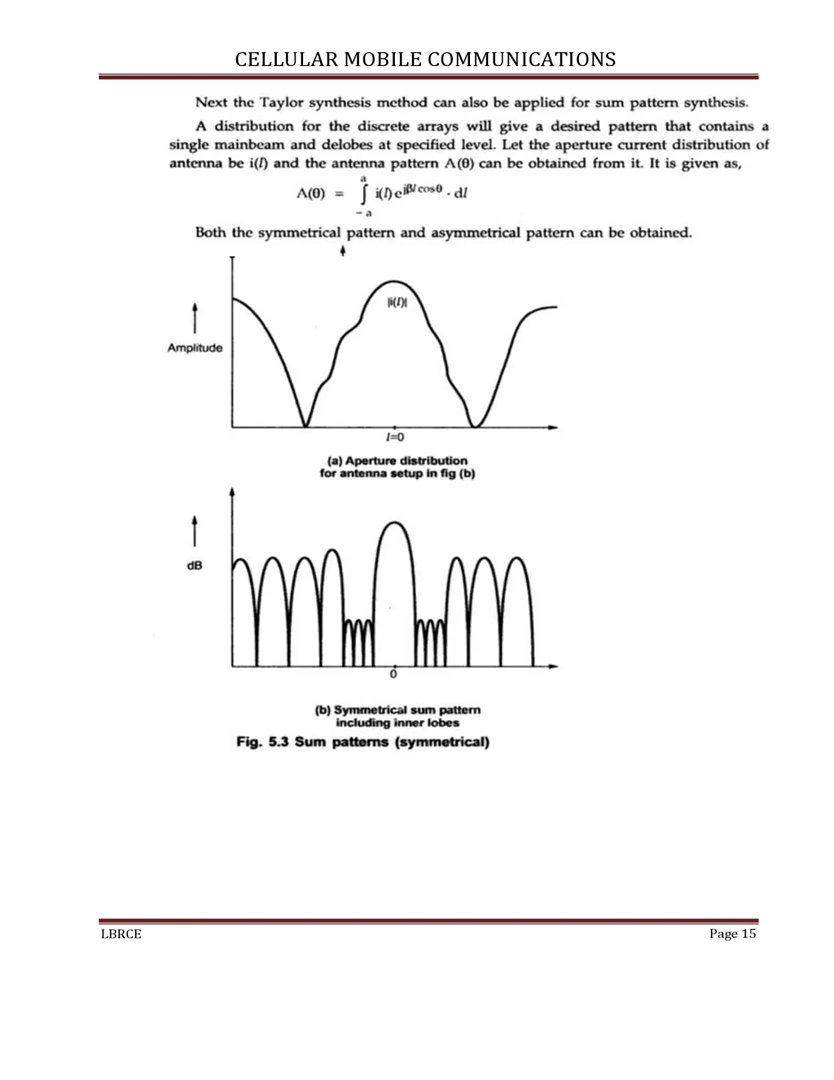 CELLULAR MOBILE COMMUNICATIONS
Next the Taylor synthesis method can also be applied for sum pattern synthesis.
A distribution for the discrete arrays will give a desired pattern that contains a
single mainbeam and delobes at specified level. Let the aperture current distribution of
antenna be i(l) and the antenna pattern A(θ) can be obtained from it. It is given as,
A(θ) = ∫_{-a}^{a} i(l) e^{jβl cosθ} · dl
Both the symmetrical pattern and asymmetrical pattern can be obtained.
|i(l)|
Amplitude
l=0
(a) Aperture distribution
for antenna setup in fig (b)
dB
0
(b) Symmetrical sum pattern
including inner lobes
Fig. 5.3 Sum patterns (symmetrical)
LBRCE
Page 15